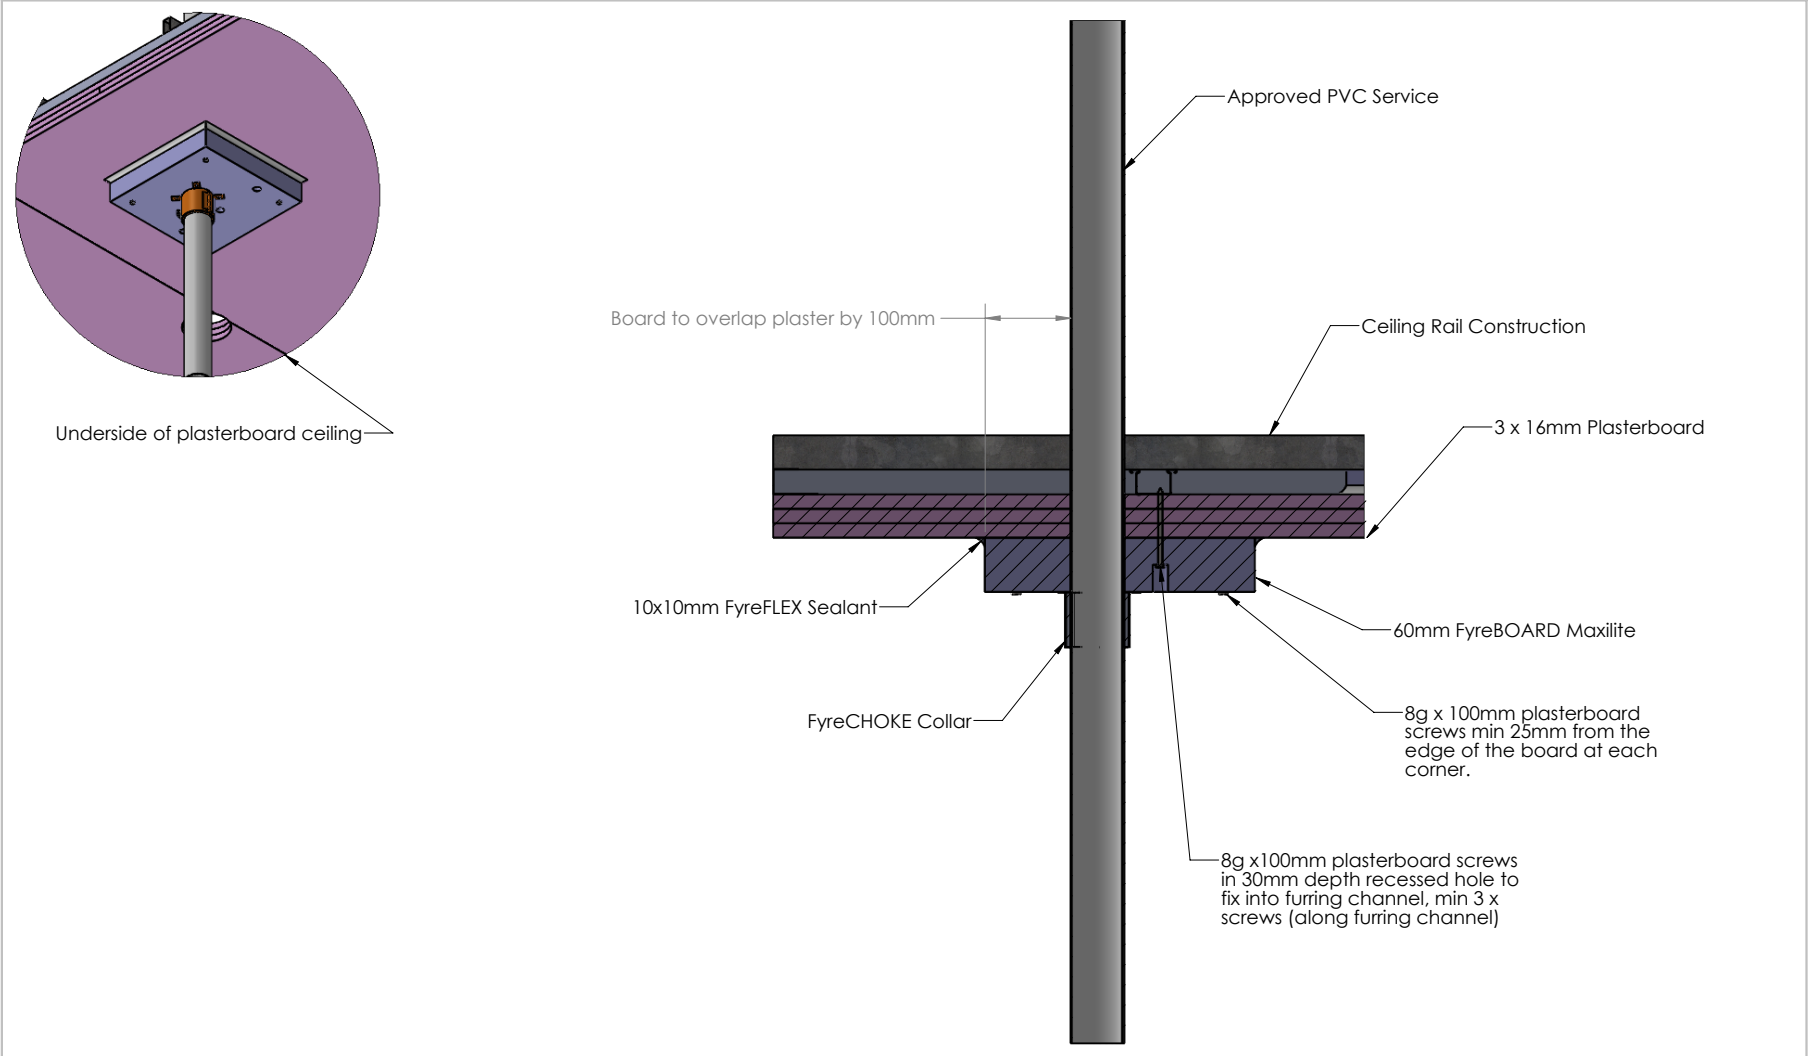 Approved PVC Service
Board to overlap plaster by 100mm
Ceiling Rail Construction
3 x 16mm Plasterboard
Underside of plasterboard ceiling
10x10mm FyreFLEX Sealant
60mm FyreBOARD Maxilite
FyreCHOKE Collar
8g x 100mm plasterboard
screws min 25mm from the
edge of the board at each
corner.
8g x100mm plasterboard screws
in 30mm depth recessed hole to
fix into furring channel, min 3 x
screws (along furring channel)